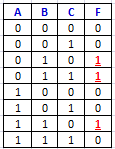 A B C F
0 0 0 0
0 0 1 0
0 1 0 1
0 1 1 1
1 0 0 0
1 0 1 0
1 1 0 1
1 1 1 0